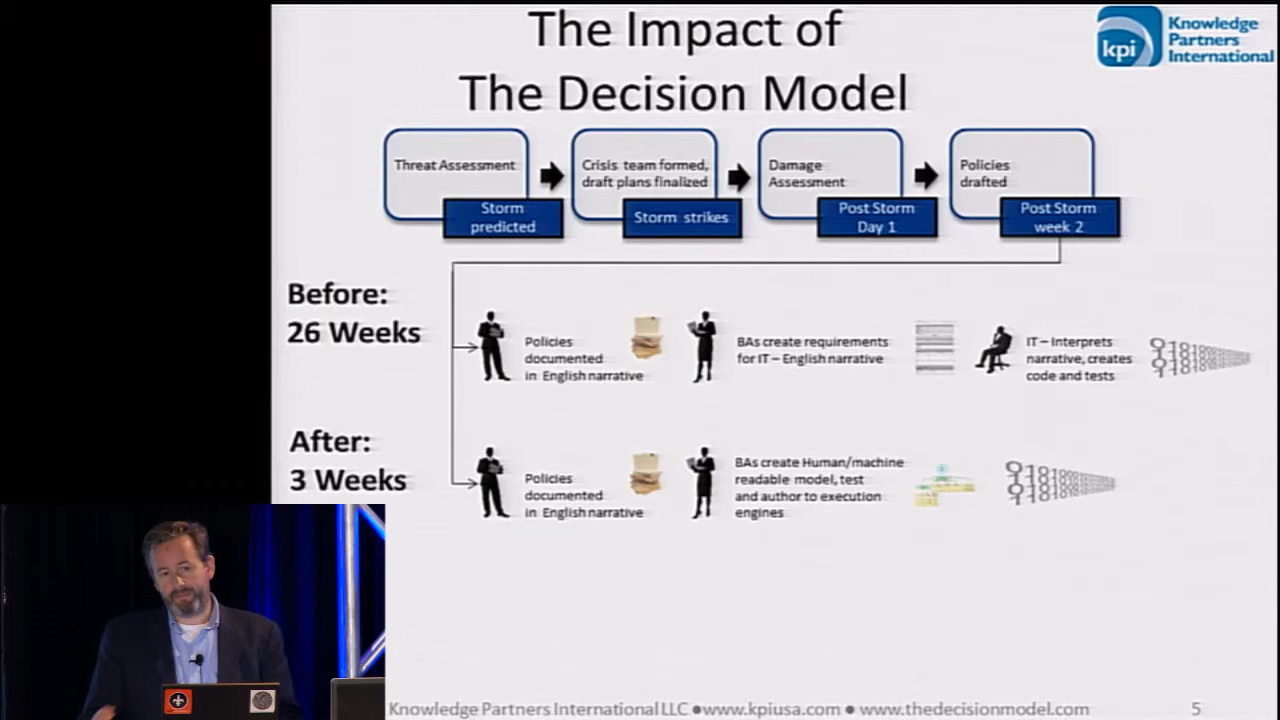 The Impact of
The Decision Model
kpi
Knowledge
Partners
International
Threat Assessment
Storm
predicted
Crisis team formed,
draft plans finalized
Storm strikes
Damage
Assessment
Post Storm
Day 1
Policies
drafted
Post Storm
week 2
Before:
26 Weeks
Policies
documented
in English narrative
BAs create requirements
for IT – English narrative
IT – Interprets
narrative, creates
code and tests
After:
3 Weeks
Policies
documented
in English narrative
BAs create Human/machine
readable model, test
and author to execution
engines
Knowledge Partners International LLC ●www.kpiusa.com ● www.thedecisionmodel.com
5